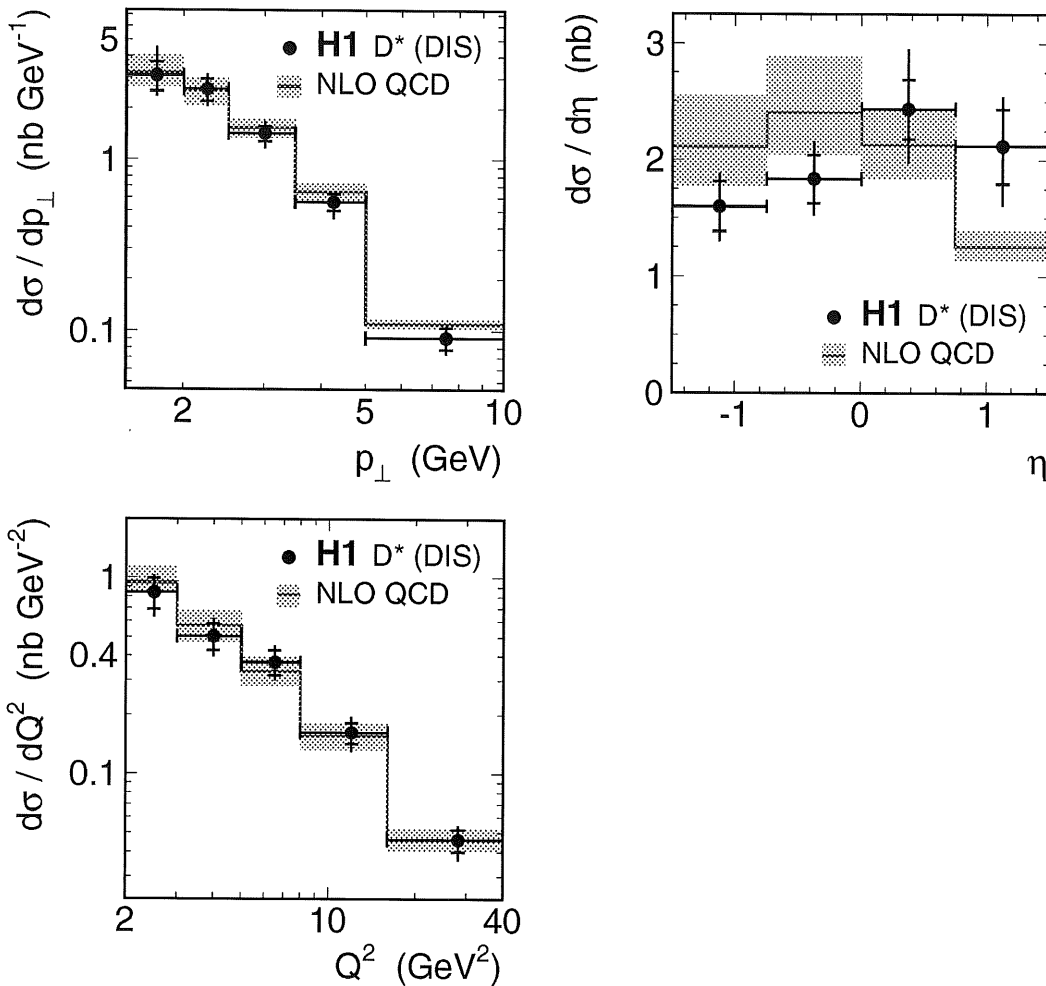 dσ / dp⊥ (nb GeV⁻¹)
5
1
0.1
H1 D* (DIS)
NLO QCD
2 5 10
p⊥ (GeV)
dσ / dη (nb)
3
2
1
0
H1 D* (DIS)
NLO QCD
-1 0 1
η
dσ / dQ² (nb GeV⁻²)
1
0.4
0.1
H1 D* (DIS)
NLO QCD
2 10 40
Q² (GeV²)